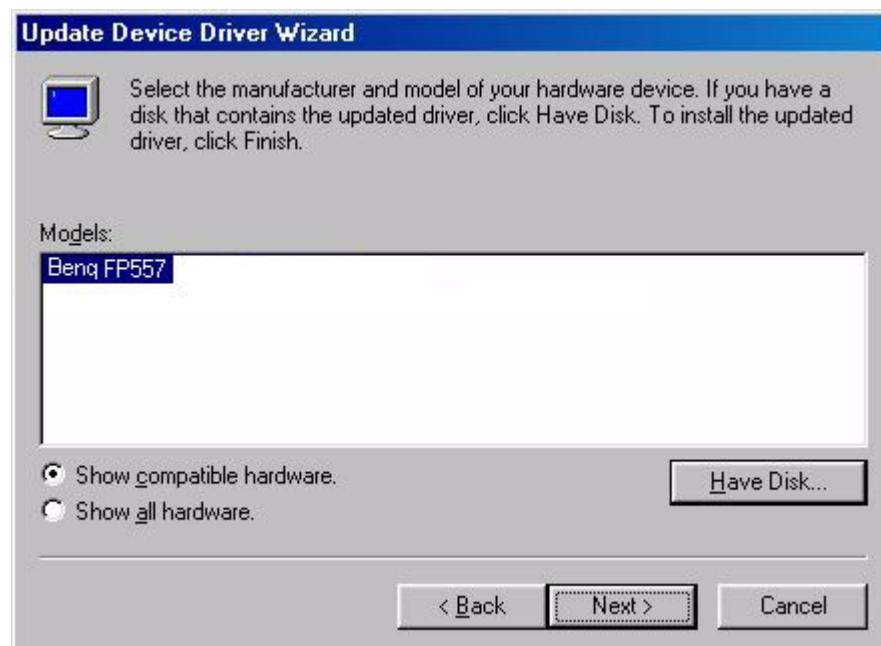 Update Device Driver Wizard
Select the manufacturer and model of your hardware device. If you have a
disk that contains the updated driver, click Have Disk. To install the updated
driver, click Finish.
Models:
Benq FP557
Show compatible hardware.
Have Disk...
Show all hardware.
< Back
Next >
Cancel